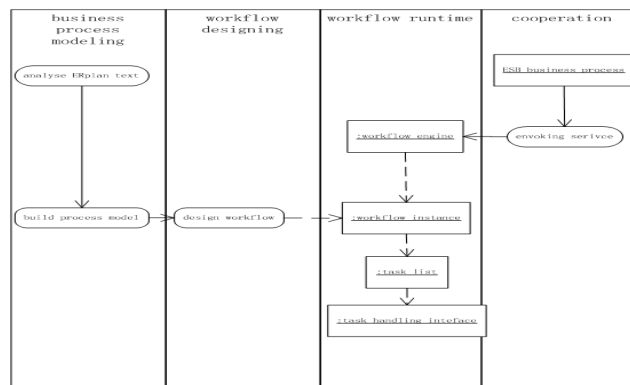 business
process
modeling
workflow
designing
workflow runtime
cooperation
analyse ERplan text
ESB business process
:workflow engine
envoking serivce
build process model
design workflow
:workflow instance
:task list
:task handling inteface